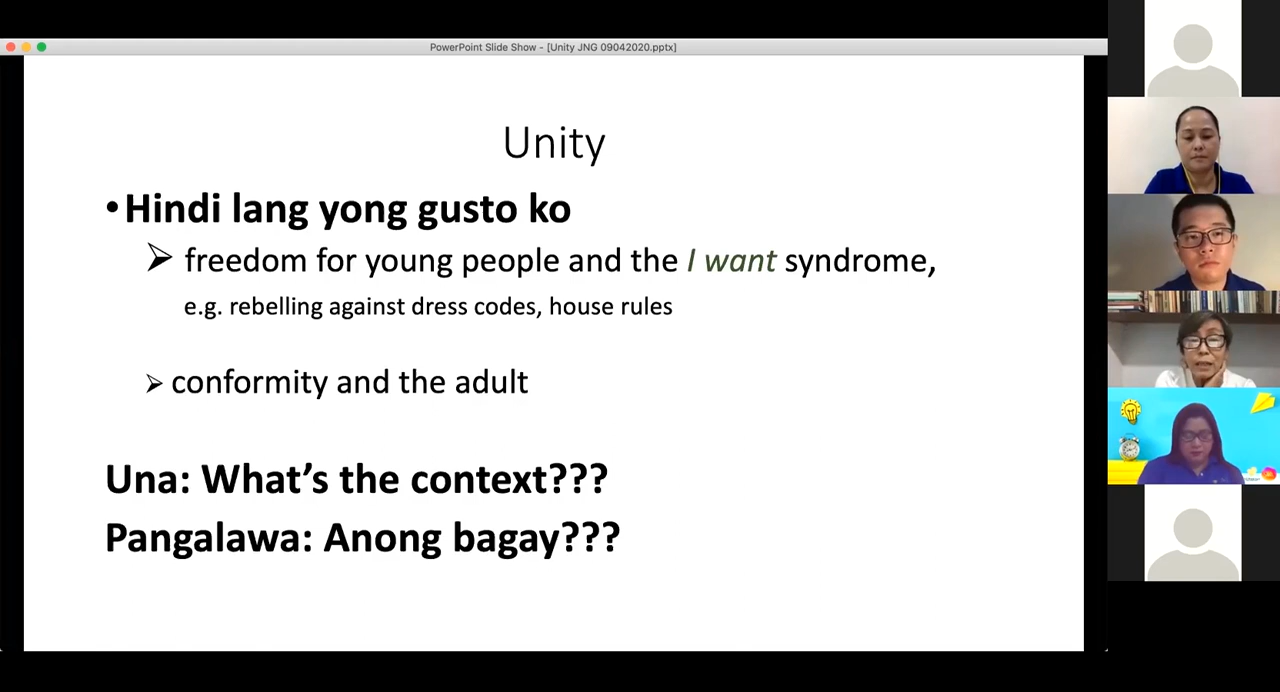 PowerPoint Slide Show - [Unity JNG 09042020.pptx]
Unity
•Hindi lang yong gusto ko
➢ freedom for young people and the I want syndrome,
e.g. rebelling against dress codes, house rules
➢ conformity and the adult
Una: What’s the context???
Pangalawa: Anong bagay???